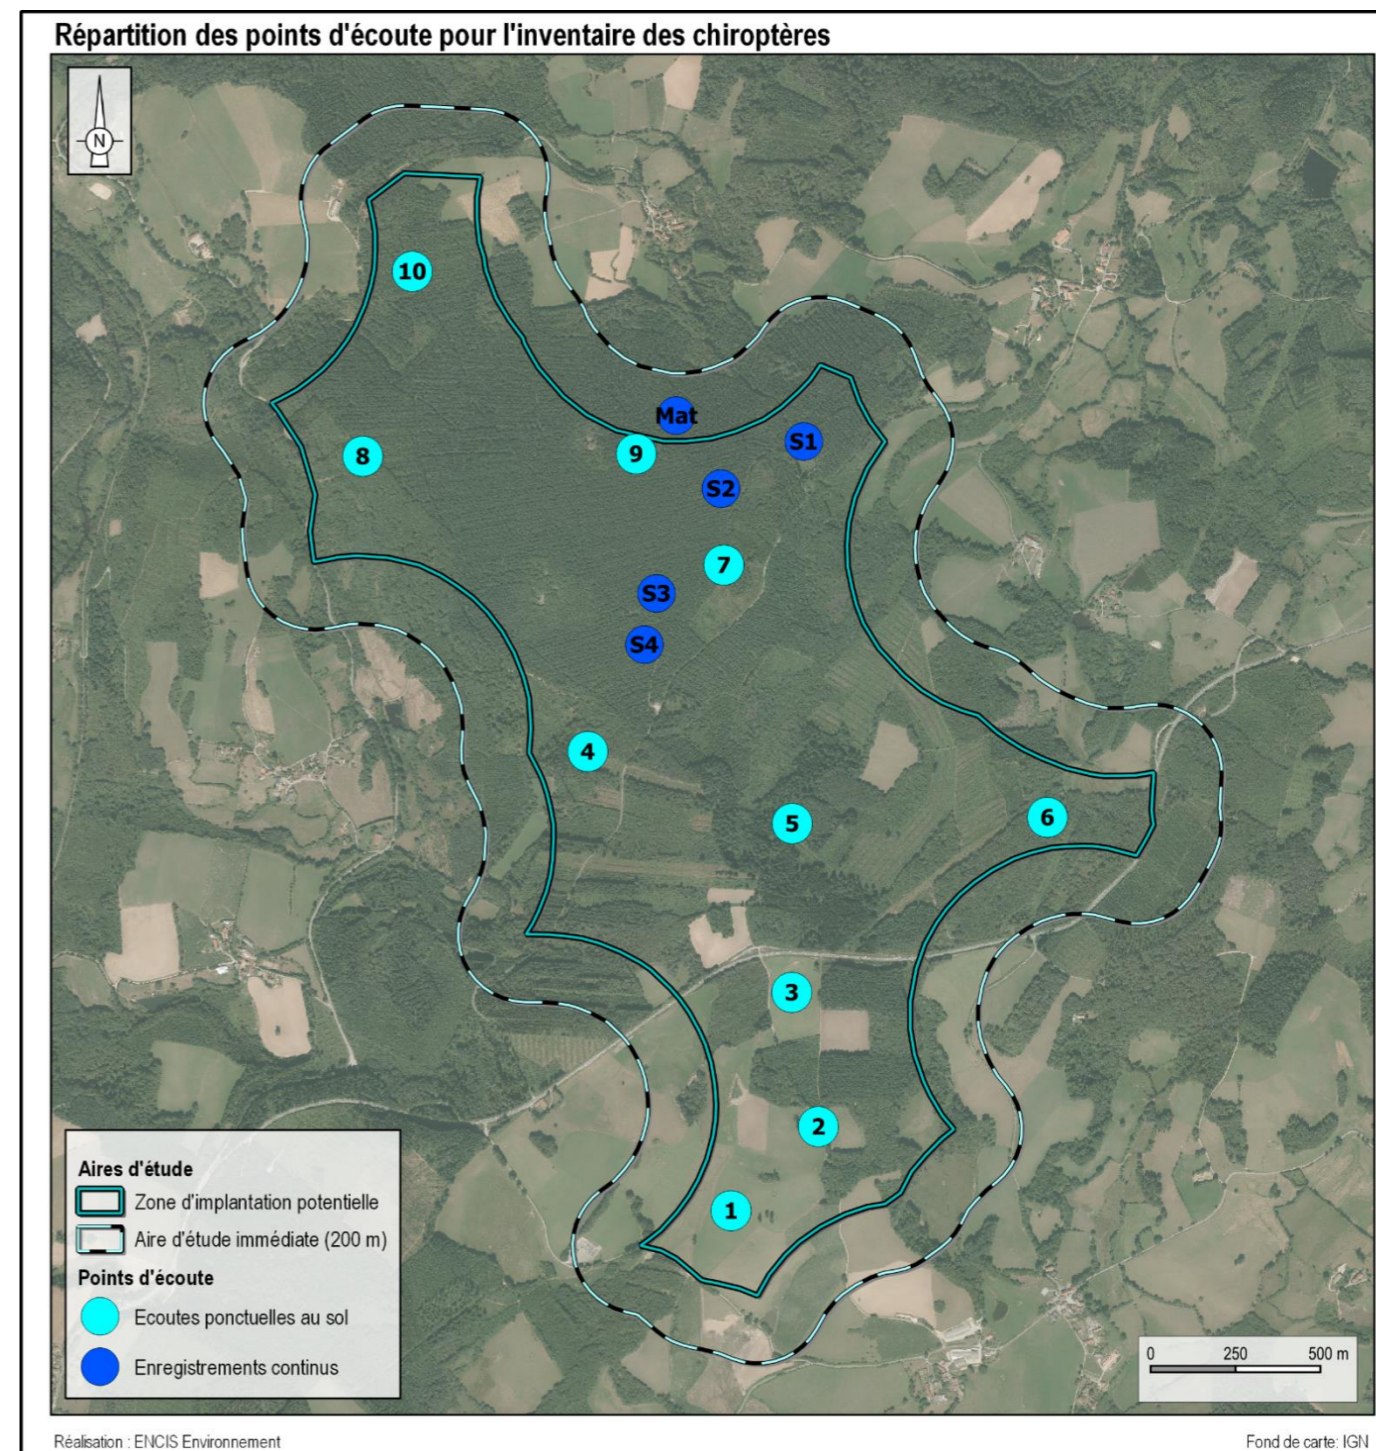 Répartition des points d'écoute pour l'inventaire des chiroptères
N
10
Mat
S1
8
9
S2
7
S3
S4
4
5
6
3
2
1
Aires d'étude
Zone d'implantation potentielle
Aire d'étude immédiate (200 m)
Points d'écoute
Ecoutes ponctuelles au sol
Enregistrements continus
0 250 500 m
Réalisation : ENCIS Environnement
Fond de carte: IGN